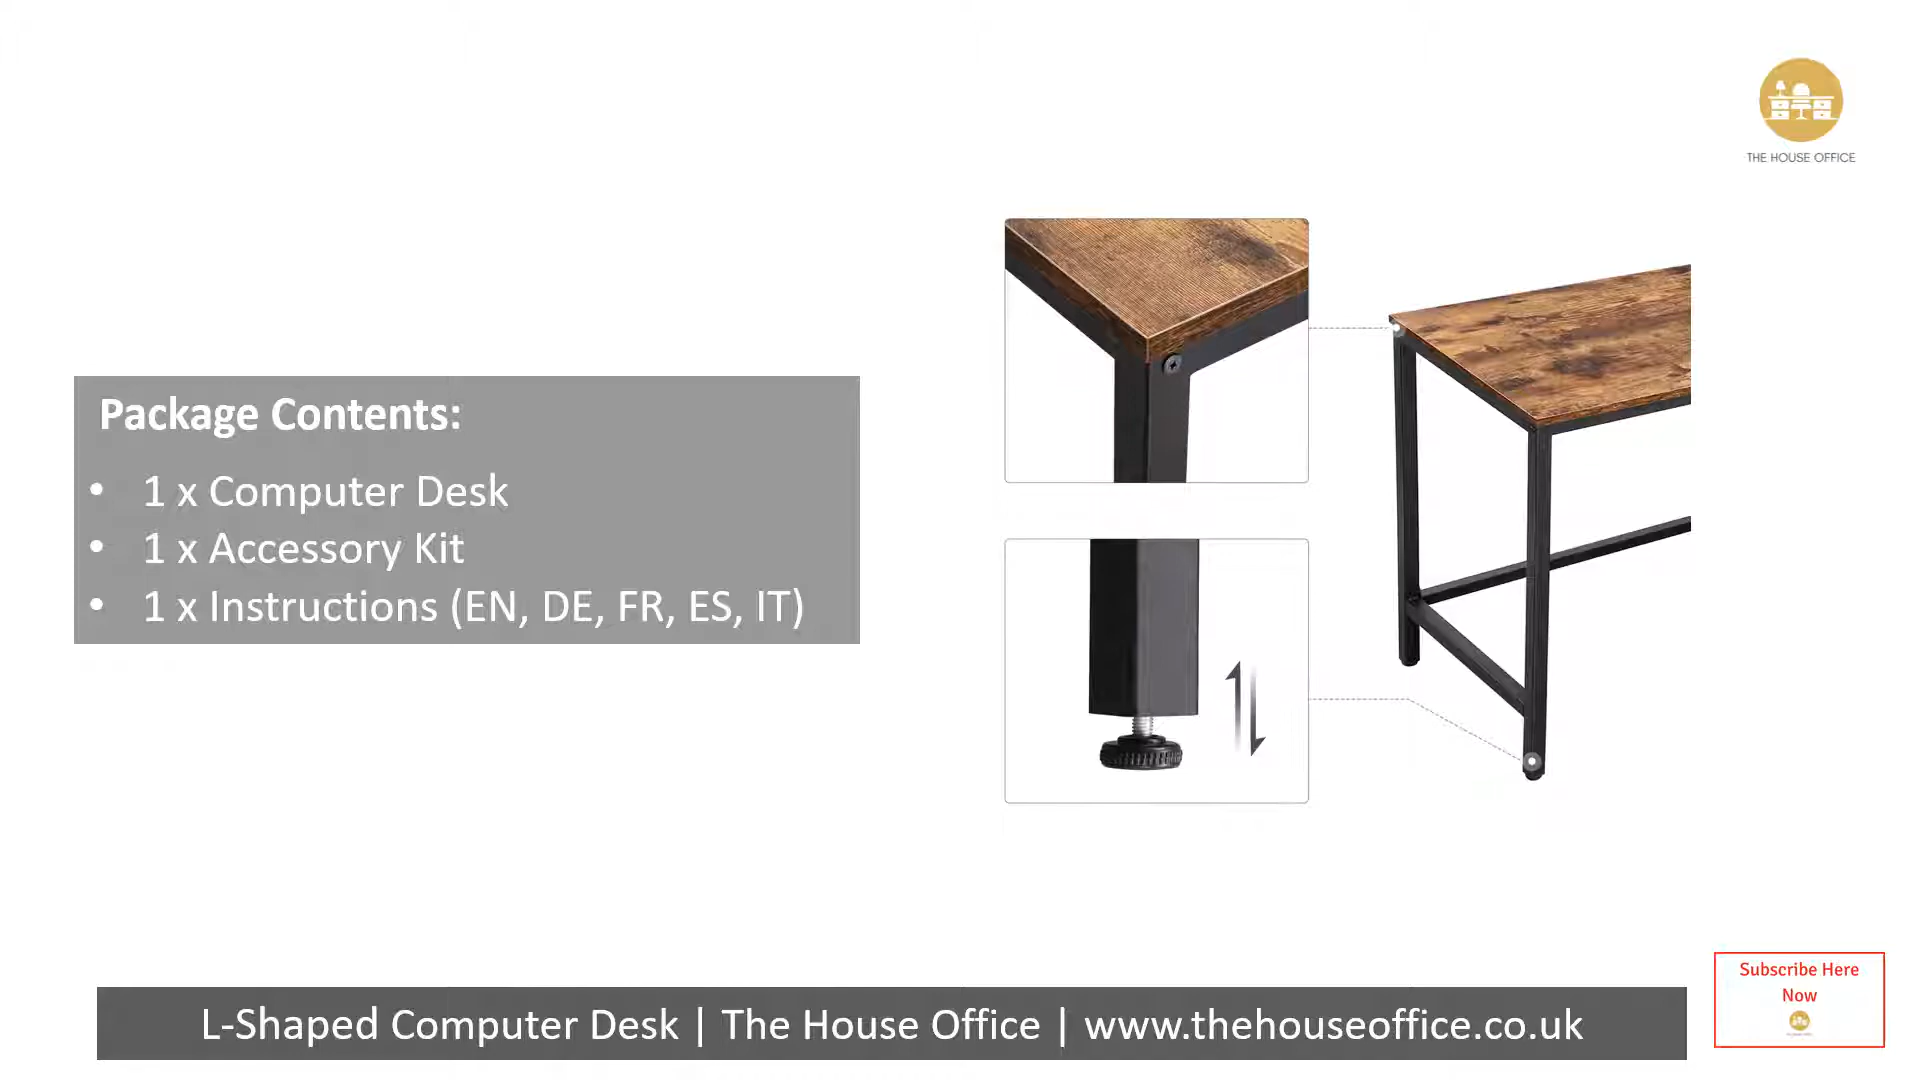 THE HOUSE OFFICE
Package Contents:
• 1 x Computer Desk
• 1 x Accessory Kit
• 1 x Instructions (EN, DE, FR, ES, IT)
Subscribe Here
Now
L-Shaped Computer Desk | The House Office | www.thehouseoffice.co.uk